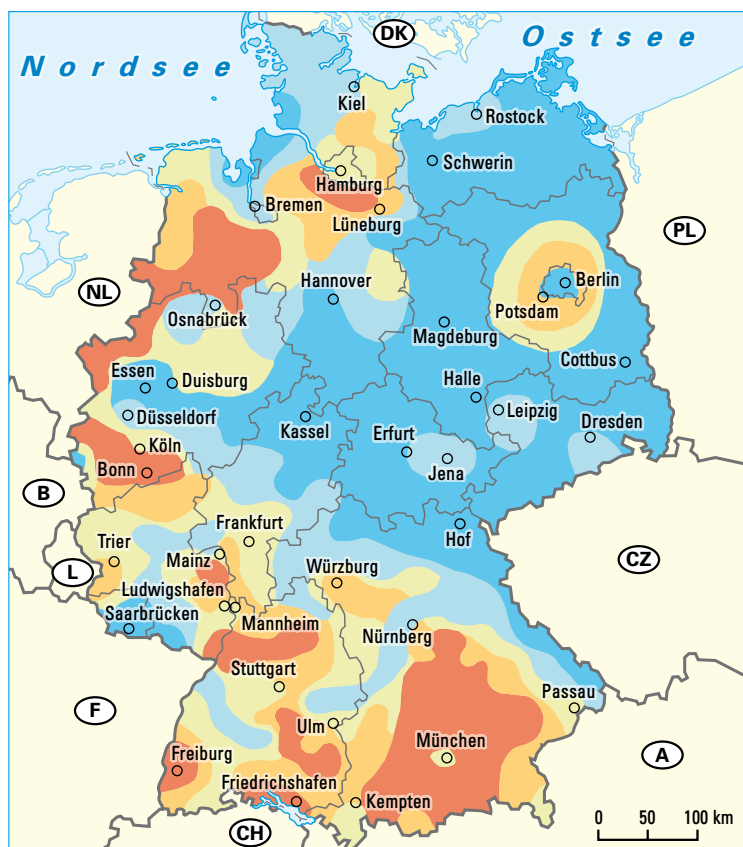 DK
Nordsee
Ostsee
Kiel
Rostock
Schwerin
Hamburg
Bremen
Lüneburg
PL
NL
Hannover
Berlin
Potsdam
Osnabrück
Magdeburg
Essen
Duisburg
Cottbus
Halle
Düsseldorf
Leipzig
Kassel
Dresden
Köln
Erfurt
Bonn
Jena
B
Frankfurt
Hof
Trier
Mainz
L
Würzburg
CZ
Ludwigshafen
Saarbrücken
Mannheim
Nürnberg
Stuttgart
Passau
F
Ulm
München
A
Freiburg
Friedrichshafen
Kempten
CH
0 50 100 km